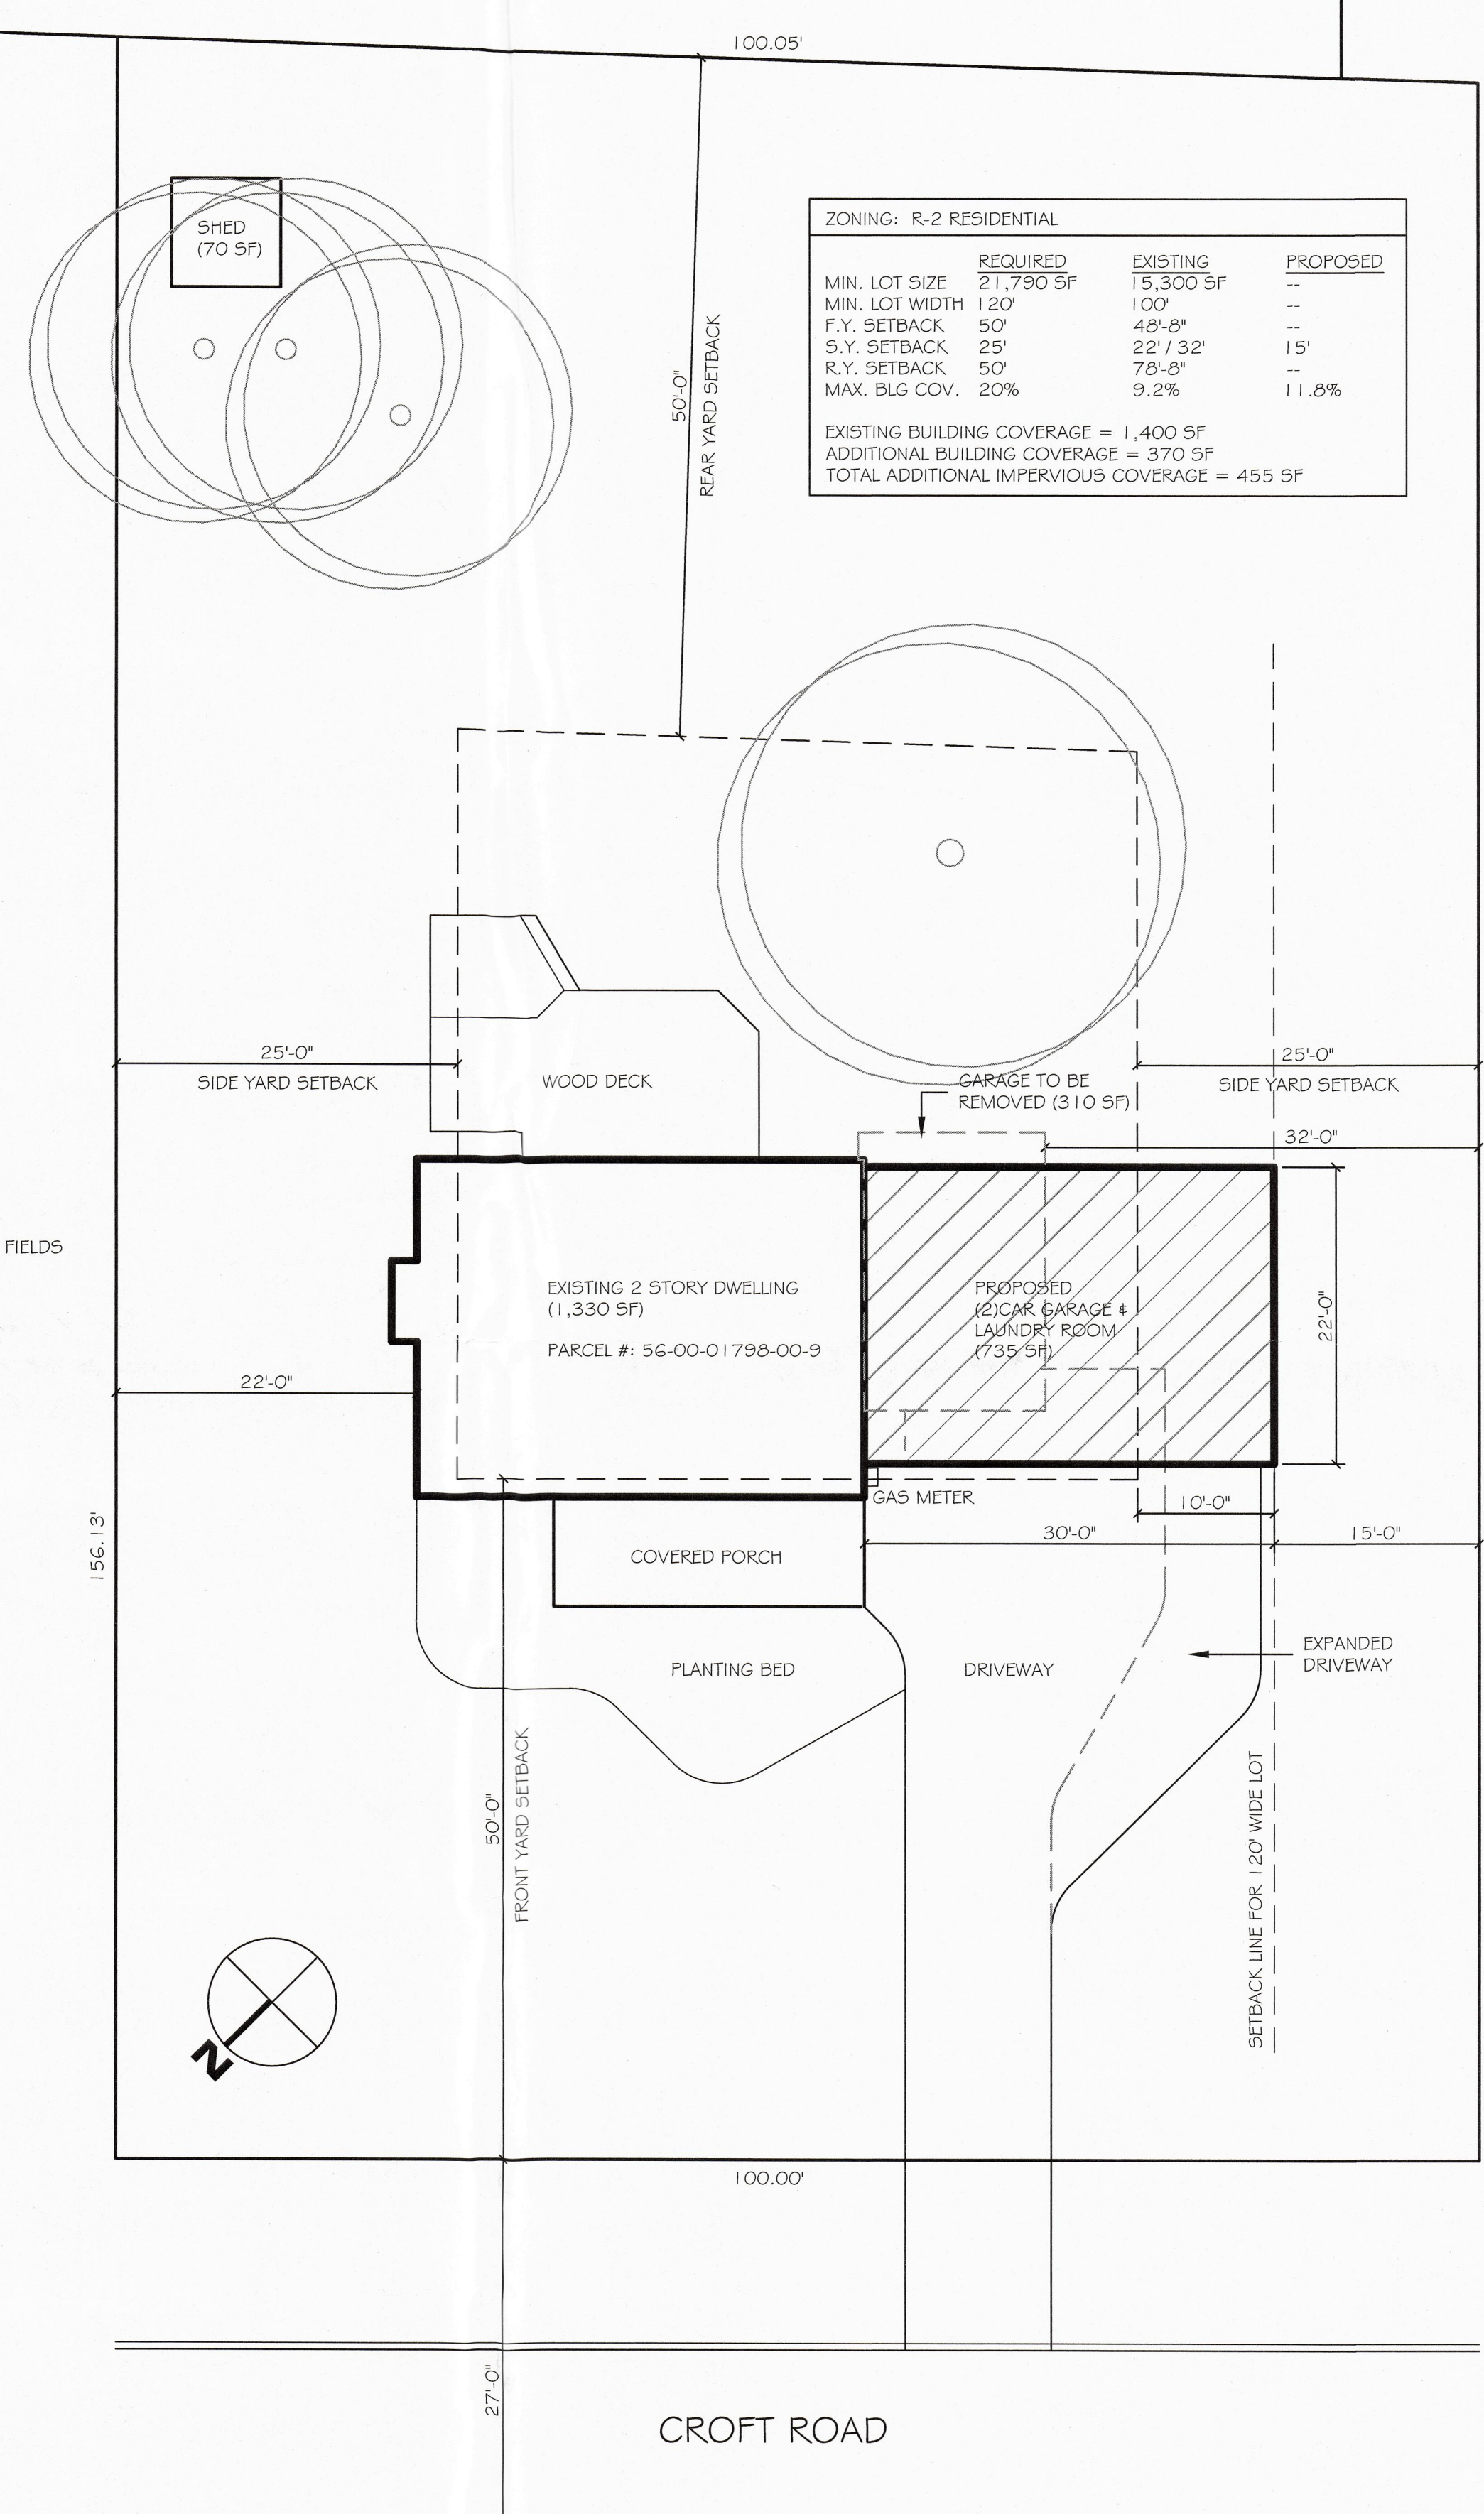 100.05'
SHED
(70 SF)
ZONING: R-2 RESIDENTIAL
REQUIRED EXISTING PROPOSED
MIN. LOT SIZE 21,790 SF 15,300 SF --
MIN. LOT WIDTH 120' 100' --
F.Y. SETBACK 50' 48'-8" --
S.Y. SETBACK 25' 22' / 32' 15'
R.Y. SETBACK 50' 78'-8" --
MAX. BLG COV. 20% 9.2% 11.8%
EXISTING BUILDING COVERAGE = 1,400 SF
ADDITIONAL BUILDING COVERAGE = 370 SF
TOTAL ADDITIONAL IMPERVIOUS COVERAGE = 455 SF
50'-0"
REAR YARD SETBACK
25'-0"
SIDE YARD SETBACK
WOOD DECK
GARAGE TO BE
REMOVED (310 SF)
25'-0"
SIDE YARD SETBACK
32'-0"
FIELDS
EXISTING 2 STORY DWELLING
(1,330 SF)
PARCEL #: 56-00-01798-00-9
PROPOSED
(2)CAR GARAGE &
LAUNDRY ROOM
(735 SF)
22'-0"
22'-0"
GAS METER
10'-0"
30'-0"
15'-0"
156.13'
COVERED PORCH
PLANTING BED
DRIVEWAY
EXPANDED
DRIVEWAY
50'-0"
FRONT YARD SETBACK
SETBACK LINE FOR 120' WIDE LOT
N
100.00'
27'-0"
CROFT ROAD